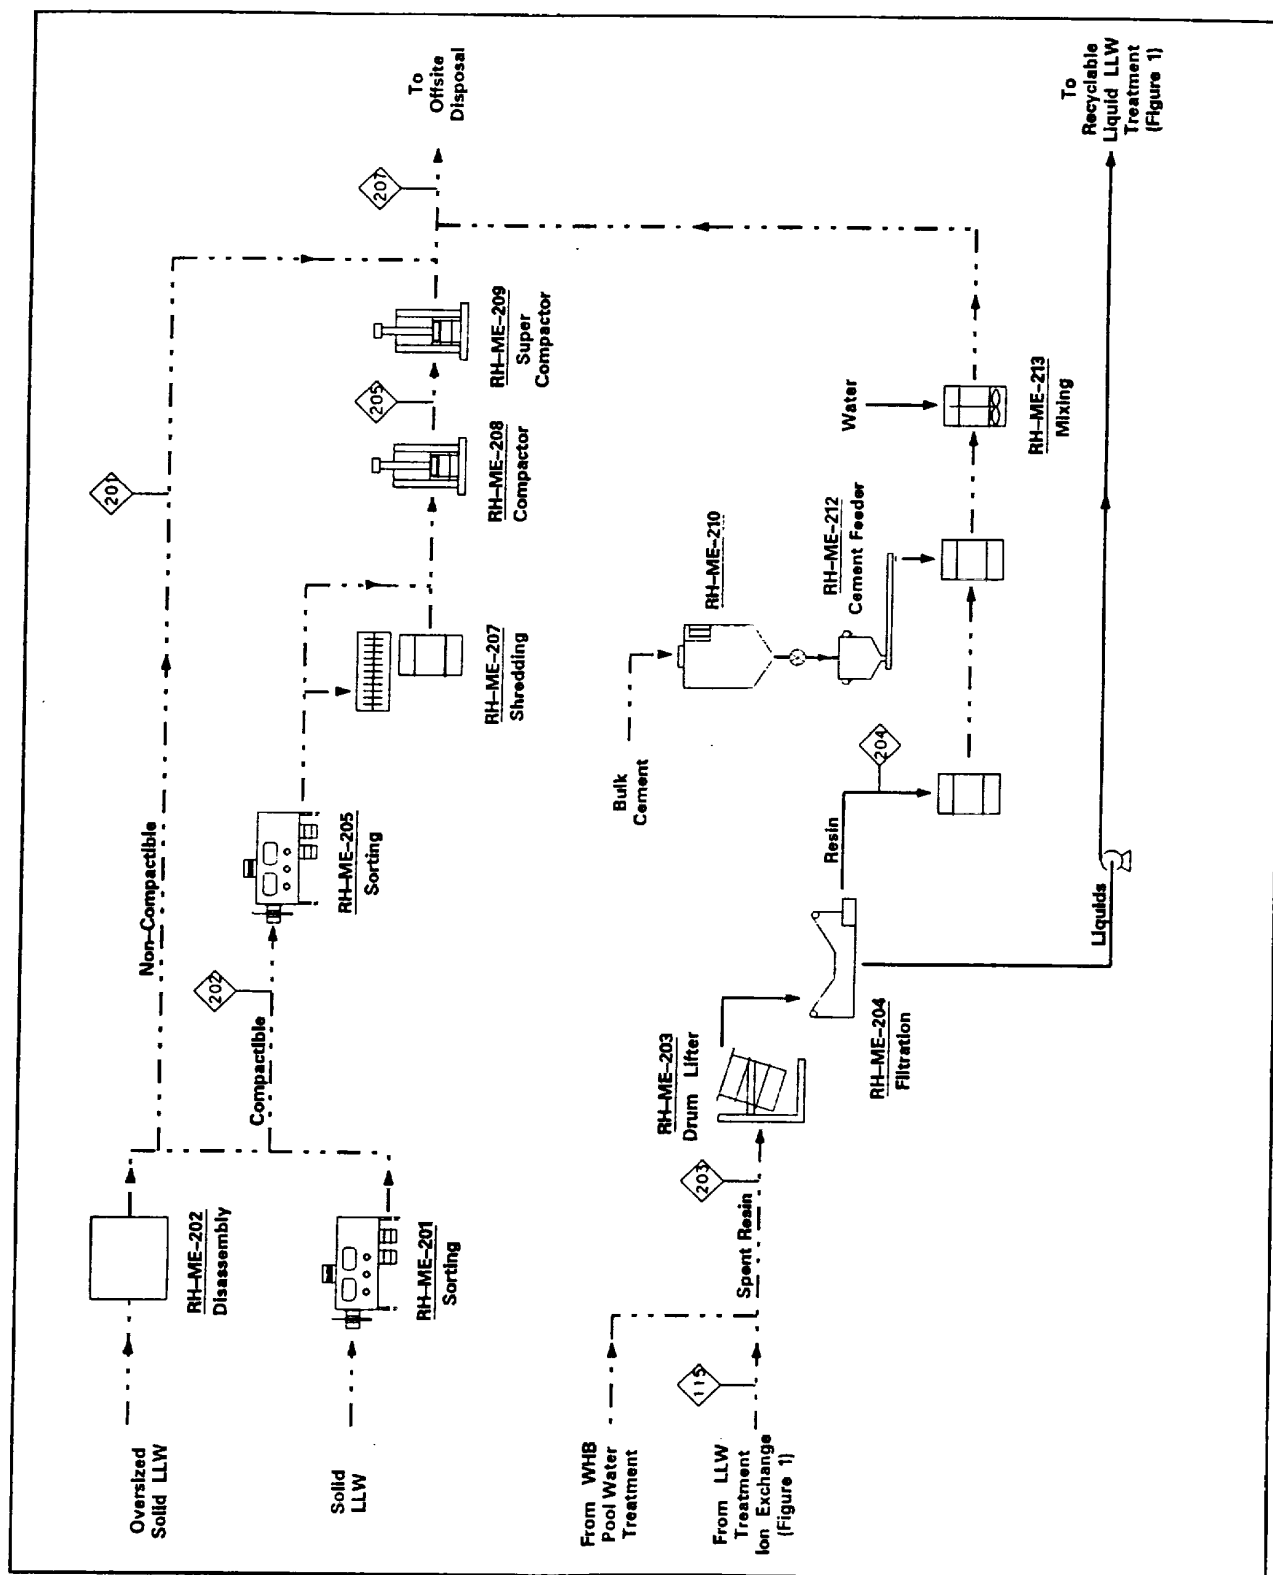 Oversized
Solid LLW
RH-ME-202
Disassembly
Non-Compactible
201
Solid
LLW
RH-ME-201
Sorting
Compactible
202
RH-ME-205
Sorting
RH-ME-207
Shredding
RH-ME-208
Compactor
205
RH-ME-209
Super
Compactor
207
To
Offsite
Disposal
From WHB
Pool Water
Treatment
From LLW
Treatment
Ion Exchange
(Figure 1)
115
Spent Resin
203
RH-ME-203
Drum Lifter
RH-ME-204
Filtration
Resin
204
Bulk
Cement
RH-ME-210
RH-ME-212
Cement Feeder
Water
RH-ME-213
Mixing
Liquids
To
Recyclable
Liquid LLW
Treatment
(Figure 1)